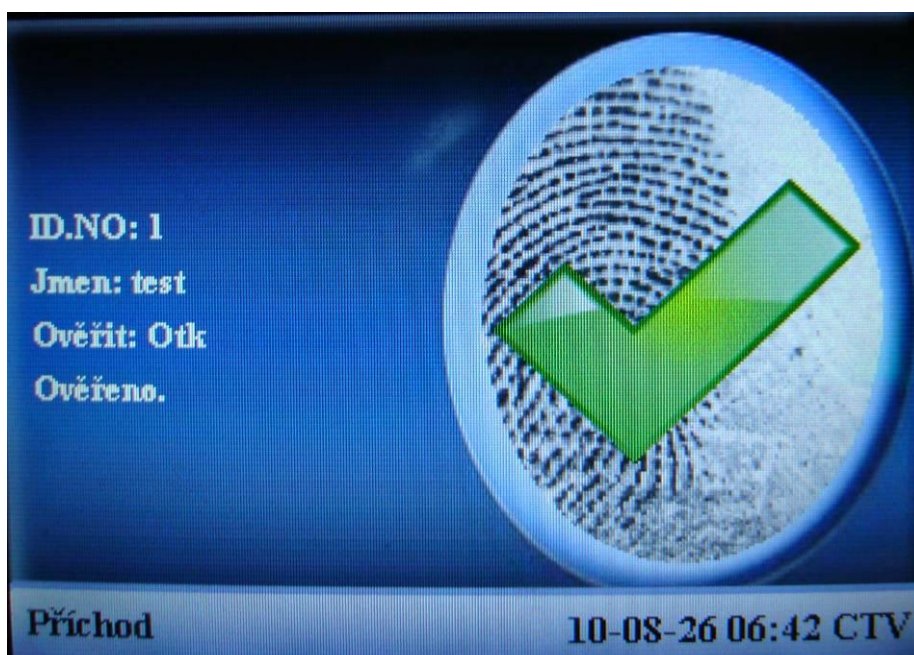 ID.NO: 1
Jmen: test
Ověřit: Otk
Ověřeno.
Příchod 10-08-26 06:42 CTV